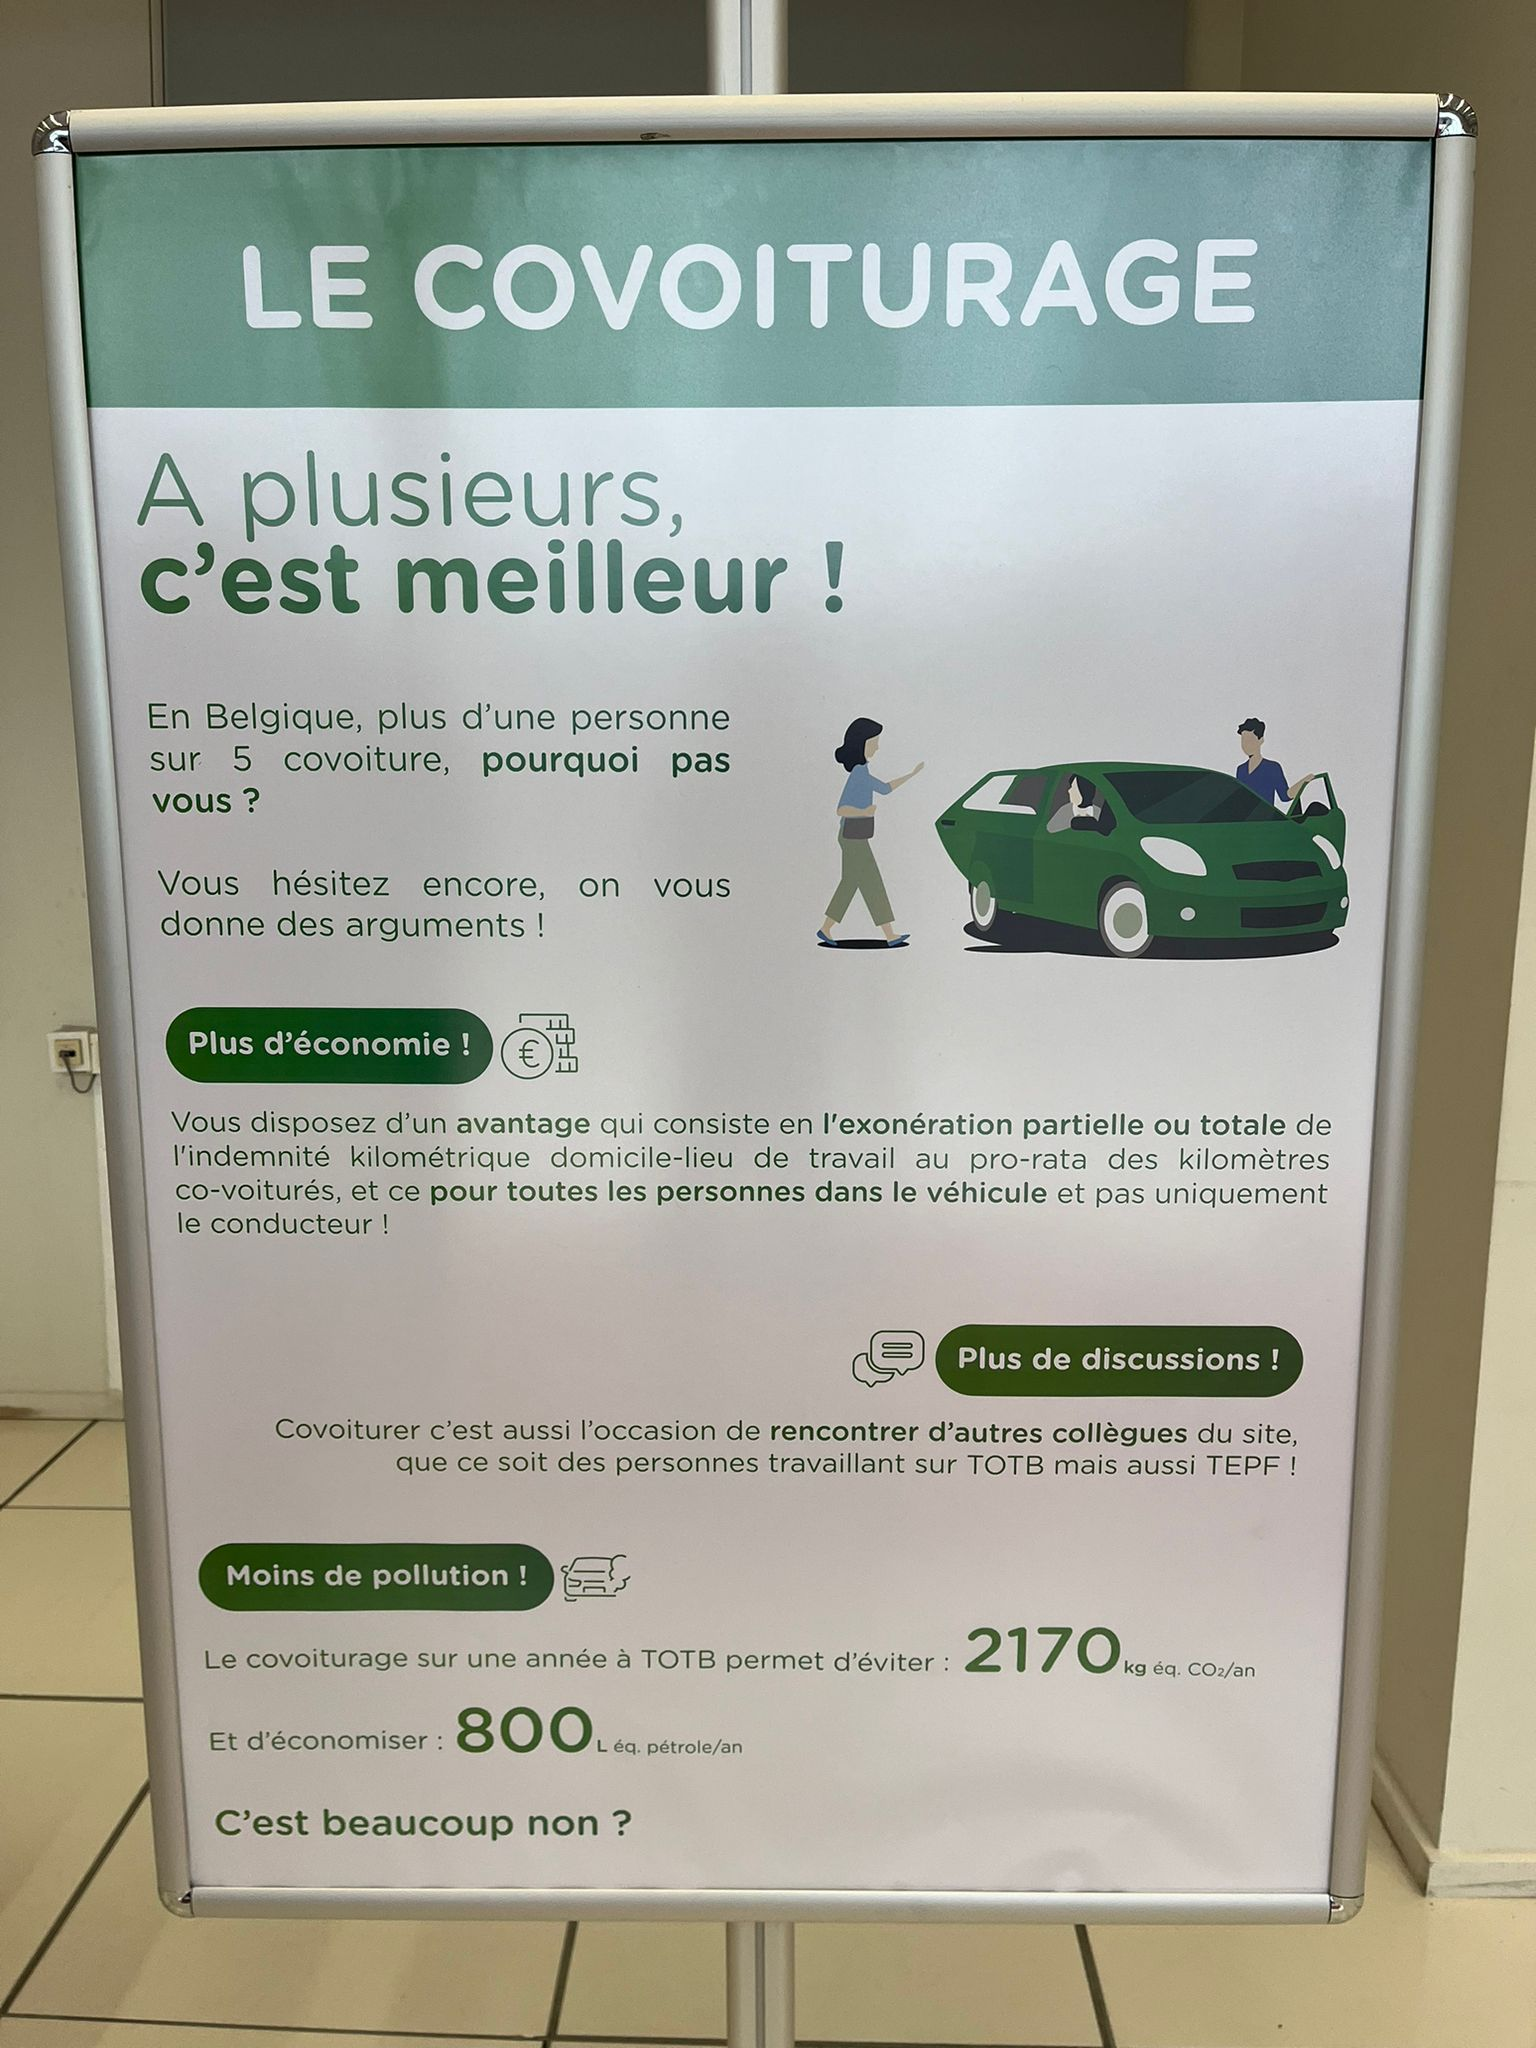 LE COVOITURAGE
A plusieurs,
c'est meilleur !
En Belgique, plus d'une personne
sur 5 covoiture, pourquoi pas
vous ?
Vous hésitez encore, on vous
donne des arguments !
Plus d'économie !
€
Vous disposez d'un avantage qui consiste en l'exonération partielle ou totale de
l'indemnité kilométrique domicile-lieu de travail au pro-rata des kilomètres
co-voiturés, et ce pour toutes les personnes dans le véhicule et pas uniquement
le conducteur !
Plus de discussions !
Covoiturer c'est aussi l'occasion de rencontrer d'autres collègues du site,
que ce soit des personnes travaillant sur TOTB mais aussi TEPF !
Moins de pollution !
Le covoiturage sur une année à TOTB permet d'éviter : 2170 kg éq. CO₂/an
Et d'économiser : 800 L éq. pétrole/an
C'est beaucoup non ?